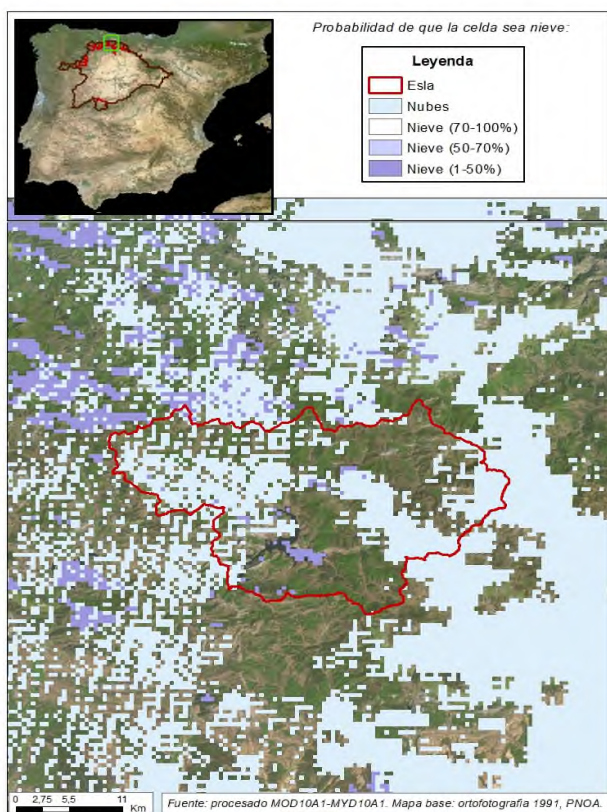 Probabilidad de que la celda sea nieve:
Leyenda
Esla
Nubes
Nieve (70-100%)
Nieve (50-70%)
Nieve (1-50%)
0 2,75 5,5 11
Km
Fuente: procesado MOD10A1-MYD10A1. Mapa base: ortofotografía 1991, PNOA